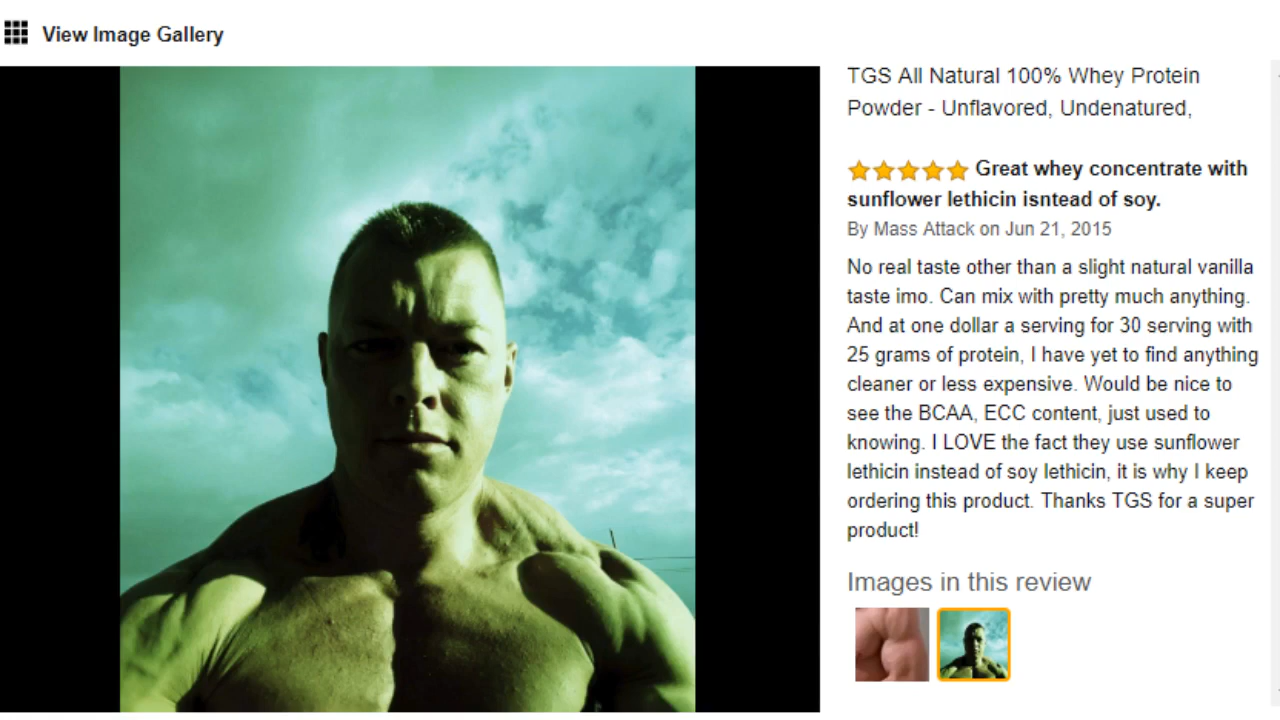 View Image Gallery
TGS All Natural 100% Whey Protein
Powder - Unflavored, Undenatured,
Great whey concentrate with
sunflower lethicin isntead of soy.
By Mass Attack on Jun 21, 2015
No real taste other than a slight natural vanilla
taste imo. Can mix with pretty much anything.
And at one dollar a serving for 30 serving with
25 grams of protein, I have yet to find anything
cleaner or less expensive. Would be nice to
see the BCAA, ECC content, just used to
knowing. I LOVE the fact they use sunflower
lethicin instead of soy lethicin, it is why I keep
ordering this product. Thanks TGS for a super
product!
Images in this review